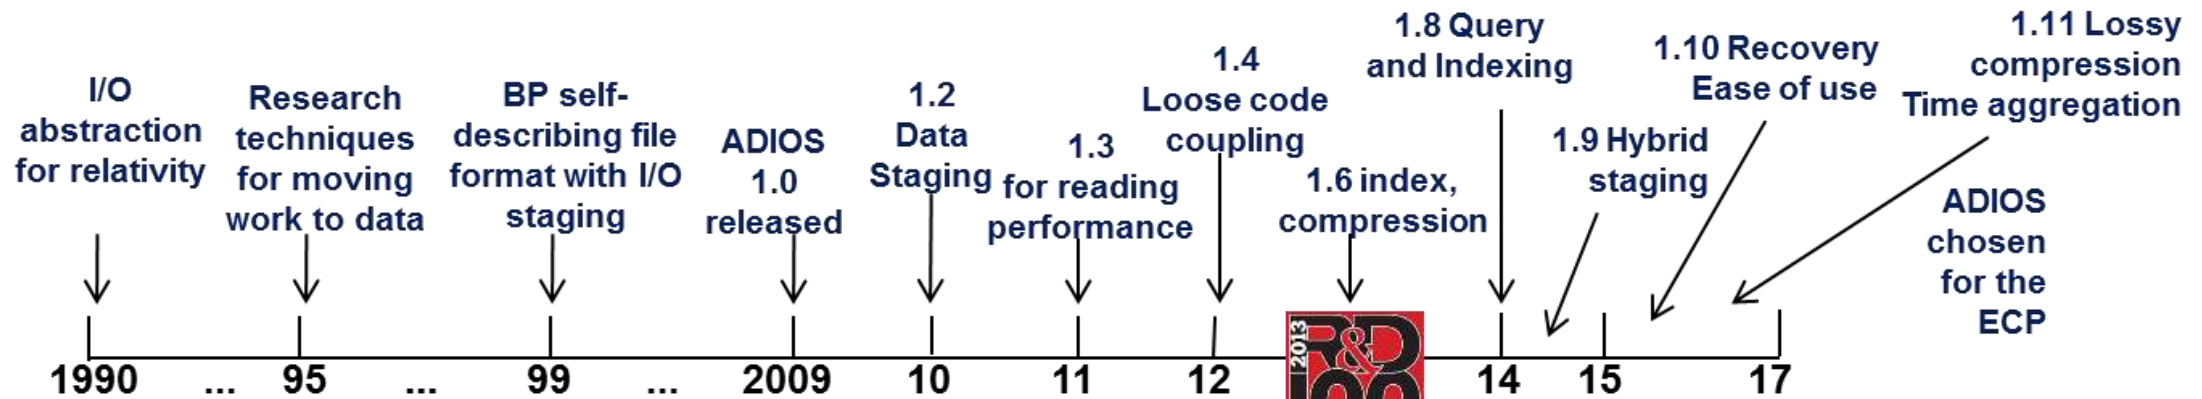 I/O
abstraction
for relativity
Research
techniques
for moving
work to data
BP self-
describing file
format with I/O
staging
ADIOS
1.0
released
1.2
Data
Staging
1.3
for reading
performance
1.4
Loose code
coupling
1.6 index,
compression
1.8 Query
and Indexing
1.9 Hybrid
staging
1.10 Recovery
Ease of use
1.11 Lossy
compression
Time aggregation
ADIOS
chosen
for the
ECP
1990 ... 95 ... 99 ... 2009 10 11 12 14 15 17
2013
R&D
100